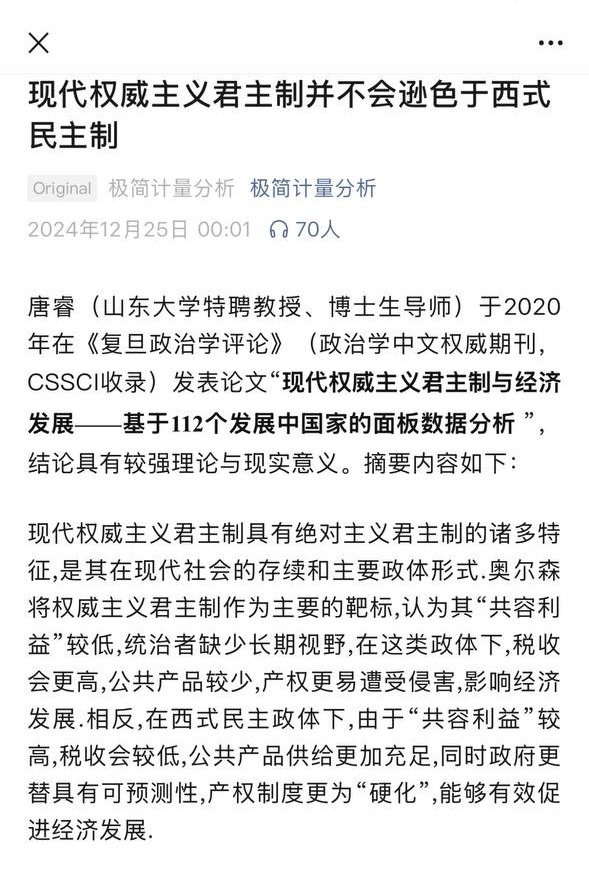 现代权威主义君主制并不会逊色于西式
民主制
Original 极简计量分析 极简计量分析
2024年12月25日 00:01 70人
唐睿（山东大学特聘教授、博士生导师）于2020
年在《复旦政治学评论》（政治学中文权威期刊，
CSSCI收录）发表论文“现代权威主义君主制与经济
发展——基于112个发展中国家的面板数据分析 ”，
结论具有较强理论与现实意义。摘要内容如下：
现代权威主义君主制具有绝对主义君主制的诸多特
征,是其在现代社会的存续和主要政体形式.奥尔森
将权威主义君主制作为主要的靶标,认为其“共容利
益”较低,统治者缺少长期视野,在这类政体下,税收
会更高,公共产品较少,产权更易遭受侵害,影响经济
发展.相反,在西式民主政体下,由于“共容利益”较
高,税收会较低,公共产品供给更加充足,同时政府更
替具有可预测性,产权制度更为“硬化”,能够有效促
进经济发展.